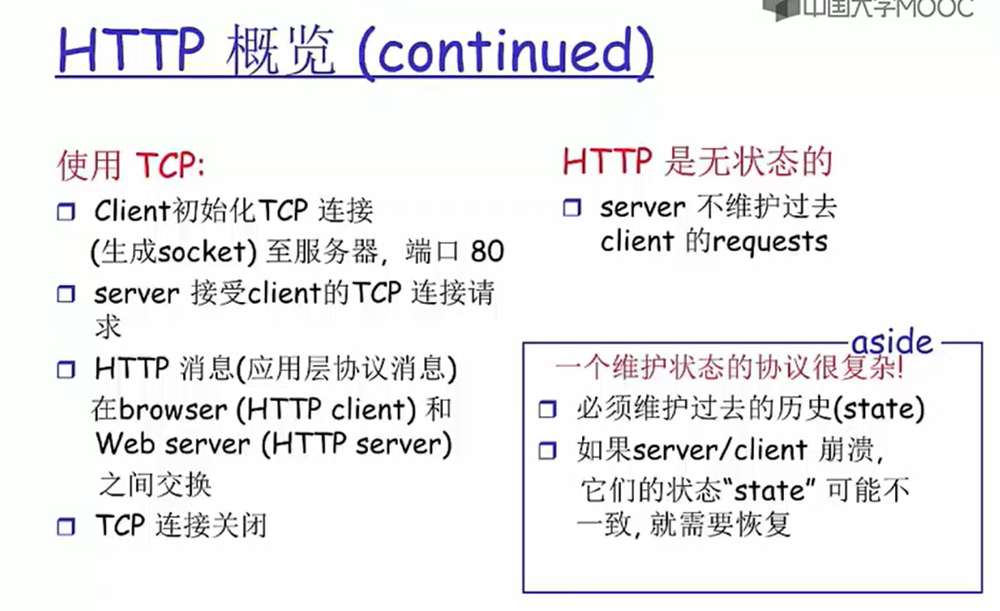 中国大学MOOC
HTTP 概览 (continued)
使用 TCP:
Client初始化TCP 连接
(生成socket) 至服务器, 端口 80
server 接受client的TCP 连接请
求
HTTP 消息(应用层协议消息)
在browser (HTTP client) 和
Web server (HTTP server)
之间交换
TCP 连接关闭
HTTP 是无状态的
server 不维护过去
client 的requests
aside
一个维护状态的协议很复杂!
必须维护过去的历史(state)
如果server/client 崩溃,
它们的状态“state” 可能不
一致, 就需要恢复